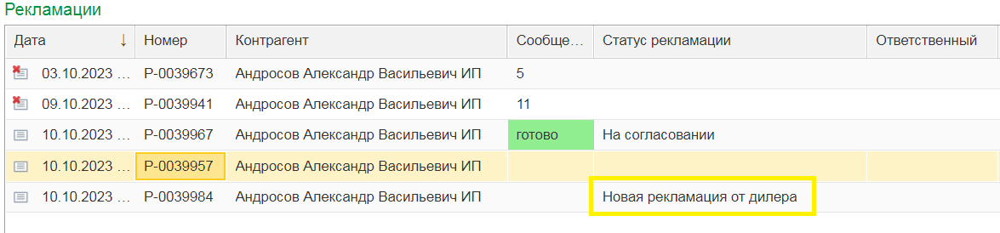 Рекламации
Дата ↓ Номер Контрагент Сообще... Статус рекламации Ответственный
03.10.2023 ... Р-0039673 Андросов Александр Васильевич ИП 5
09.10.2023 ... Р-0039941 Андросов Александр Васильевич ИП 11
10.10.2023 ... Р-0039967 Андросов Александр Васильевич ИП готово На согласовании
10.10.2023 ... Р-0039957 Андросов Александр Васильевич ИП
10.10.2023 ... Р-0039984 Андросов Александр Васильевич ИП Новая рекламация от дилера